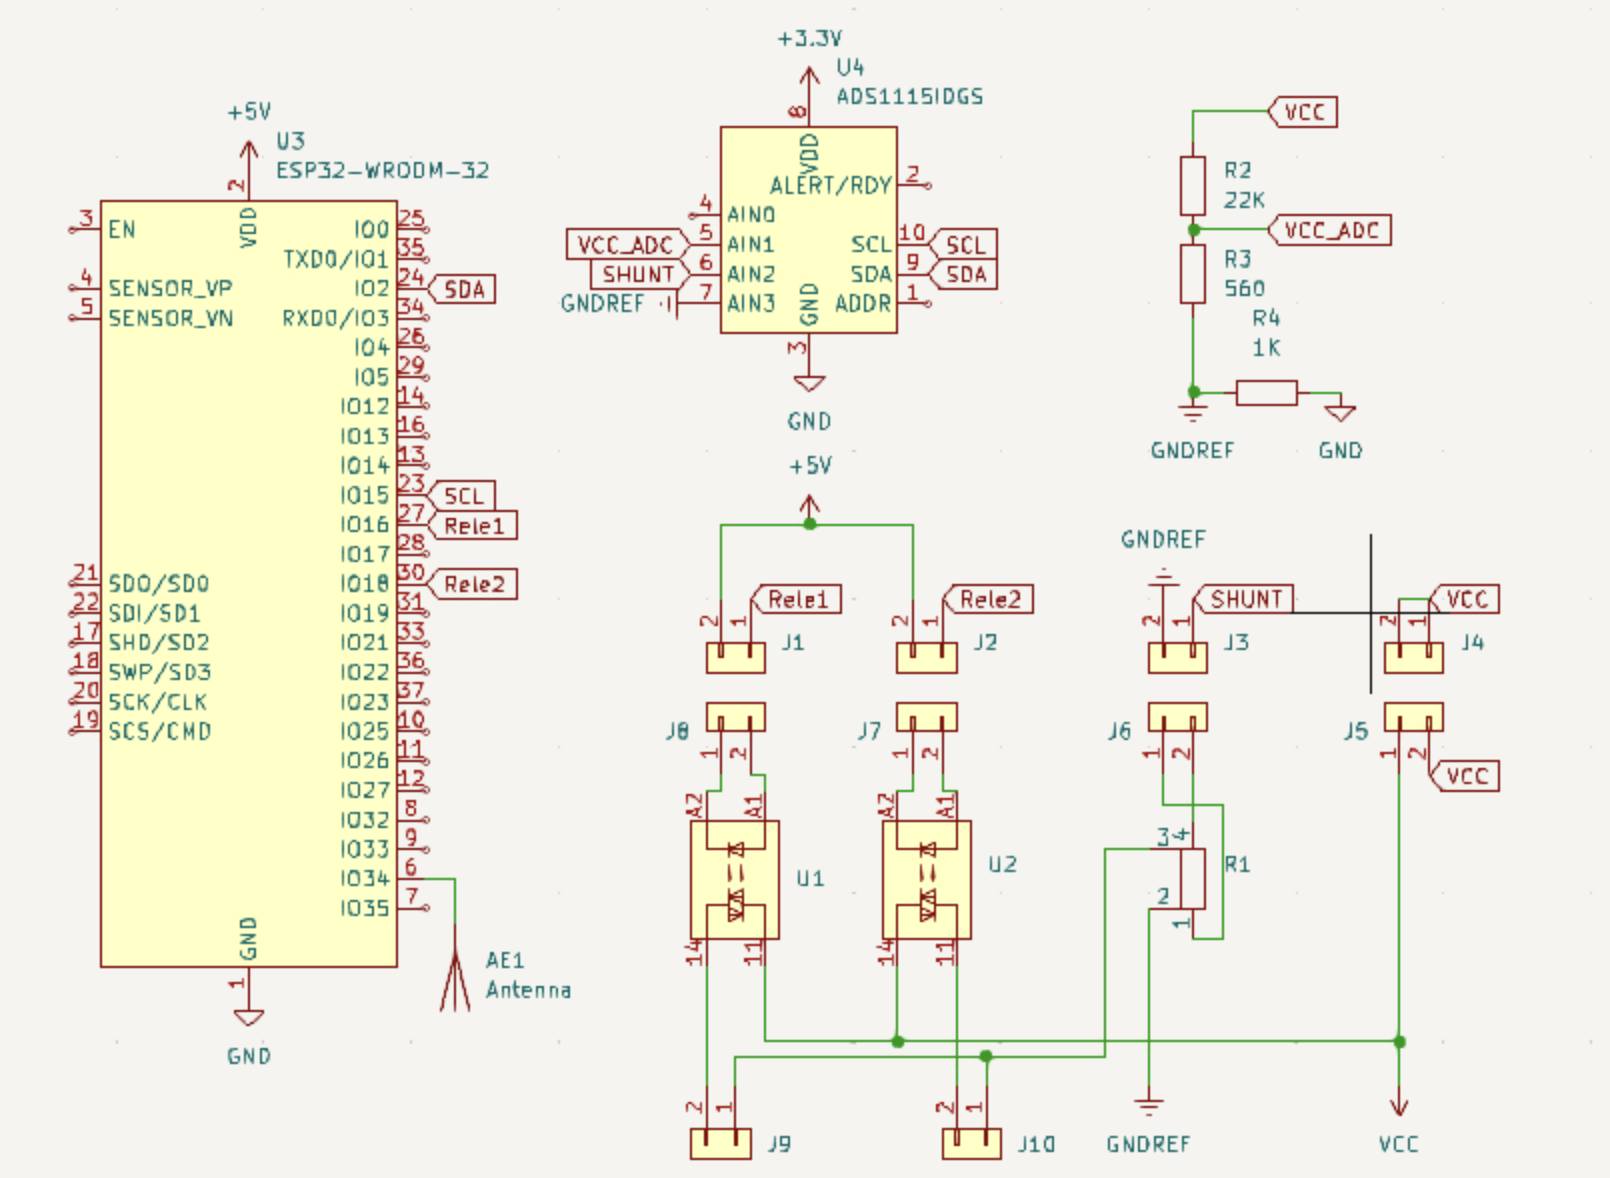 +5V
U3
ESP32-WROOM-32
2
VDD
3
EN
4
SENSOR_VP
5
SENSOR_VN
21
SDO/SD0
22
SDI/SD1
17
SHD/SD2
18
SWP/SD3
20
SCK/CLK
19
SCS/CMD
IO0
25
TXD0/IO1
35
IO2
24
SDA
RXD0/IO3
34
IO4
26
IO5
29
IO12
14
IO13
16
IO14
13
IO15
23
SCL
IO16
27
Rele1
IO17
28
IO18
30
Rele2
IO19
31
IO21
33
IO22
36
IO23
37
IO25
10
IO26
11
IO27
12
IO32
8
IO33
9
IO34
6
IO35
7
GND
1
GND
AE1
Antenna
+3.3V
U4
ADS1115IDGS
8
VDD
ALERT/RDY
2
4
AIN0
VCC_ADC
5
AIN1
SCL
10
SCL
SHUNT
6
AIN2
SDA
9
SDA
GNDREF
7
AIN3
GND
ADDR
1
3
GND
VCC
R2
22K
VCC_ADC
R3
560
R4
1K
GNDREF
GND
+5V
Rele1
2
1
J1
Rele2
2
1
J2
GNDREF
SHUNT
2
1
J3
VCC
2
1
J4
J8
1
2
J7
1
2
J6
1
2
J5
1
2
VCC
A2
A1
U1
14
11
A2
A1
U2
14
11
3
+
R1
2
1
2
1
J9
2
1
J10
GNDREF
VCC